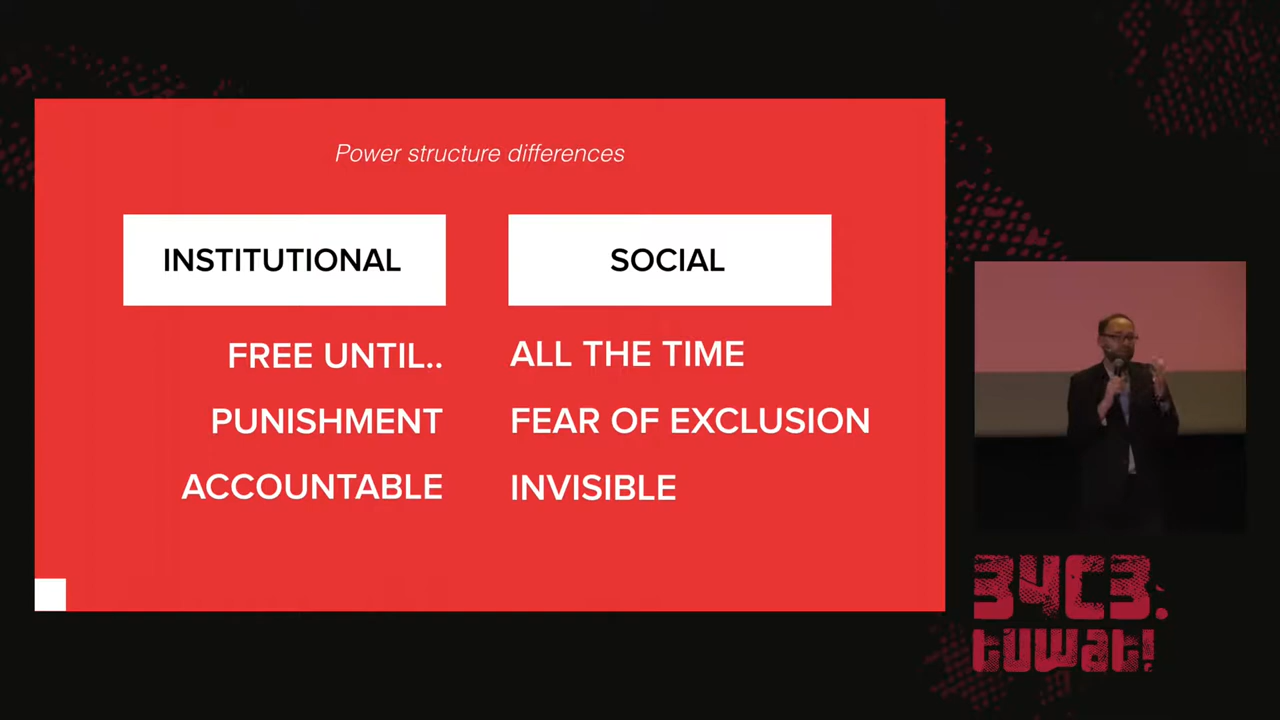 Power structure differences
INSTITUTIONAL
SOCIAL
FREE UNTIL..
ALL THE TIME
PUNISHMENT
FEAR OF EXCLUSION
ACCOUNTABLE
INVISIBLE
34C3.
tuwat!